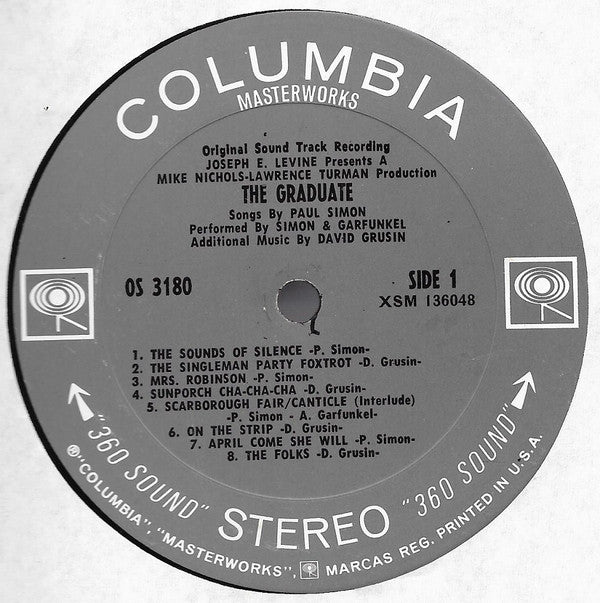 COLUMBIA
MASTERWORKS
Original Sound Track Recording
JOSEPH E. LEVINE Presents A
MIKE NICHOLS-LAWRENCE TURMAN Production
THE GRADUATE
Songs By PAUL SIMON
Performed By SIMON & GARFUNKEL
Additional Music By DAVID GRUSIN
OS 3180
SIDE 1
XSM 136048
1. THE SOUNDS OF SILENCE -P. Simon-
2. THE SINGLEMAN PARTY FOXTROT -D. Grusin-
3. MRS. ROBINSON -P. Simon-
4. SUNPORCH CHA-CHA-CHA -D. Grusin-
5. SCARBOROUGH FAIR/CANTICLE (Interlude)
-P. Simon - A. Garfunkel-
6. ON THE STRIP -D. Grusin-
7. APRIL COME SHE WILL -P. Simon-
8. THE FOLKS -D. Grusin-
"360 SOUND" STEREO "360 SOUND"
®"COLUMBIA", "MASTERWORKS", MARCAS REG. PRINTED IN U.S.A.